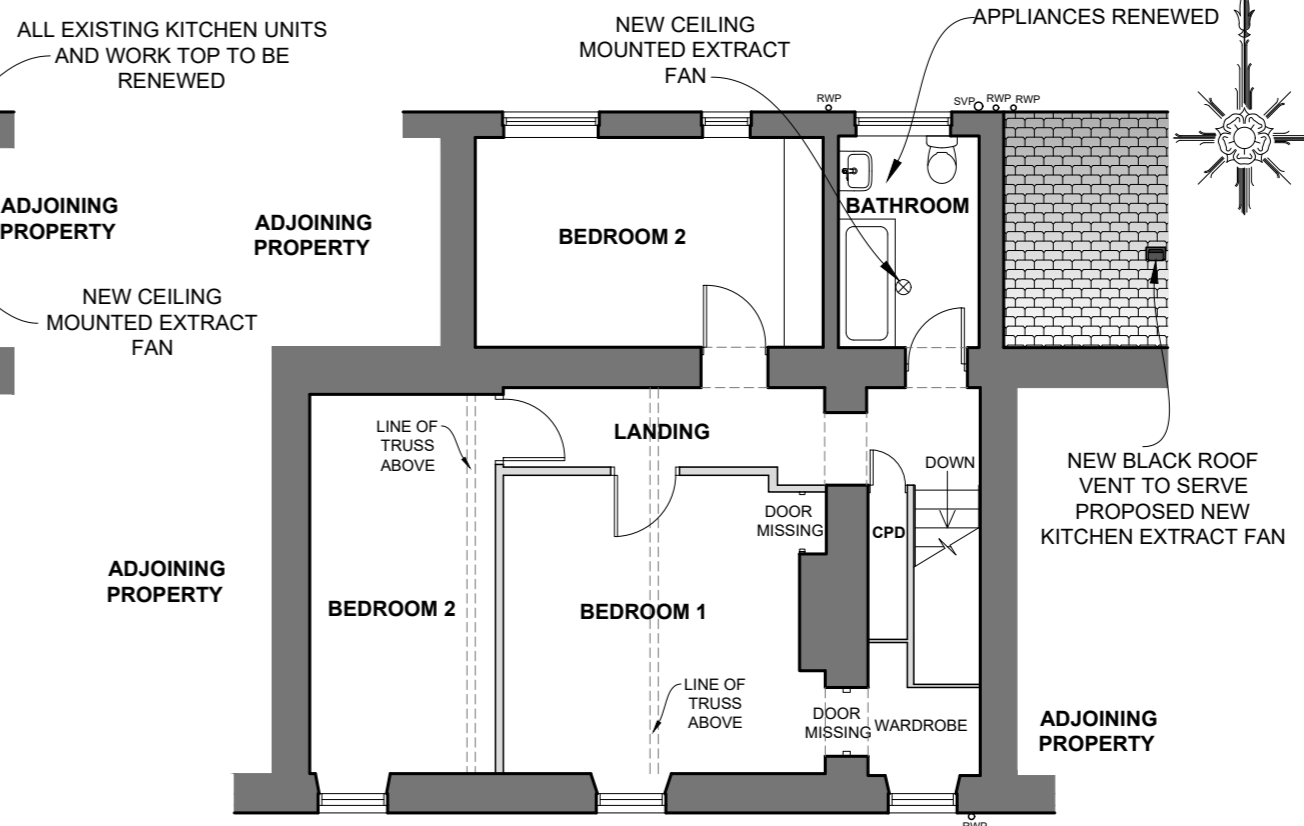 ALL EXISTING KITCHEN UNITS
AND WORK TOP TO BE
RENEWED
NEW CEILING
MOUNTED EXTRACT
FAN
APPLIANCES RENEWED
RWP
SVP
RWP
RWP
ADJOINING
PROPERTY
ADJOINING
PROPERTY
BEDROOM 2
BATHROOM
NEW CEILING
MOUNTED EXTRACT
FAN
LINE OF
TRUSS
ABOVE
LANDING
DOWN
NEW BLACK ROOF
VENT TO SERVE
PROPOSED NEW
KITCHEN EXTRACT FAN
DOOR
MISSING
CPD
ADJOINING
PROPERTY
BEDROOM 2
BEDROOM 1
LINE OF
TRUSS
ABOVE
DOOR
MISSING
WARDROBE
ADJOINING
PROPERTY
RWP